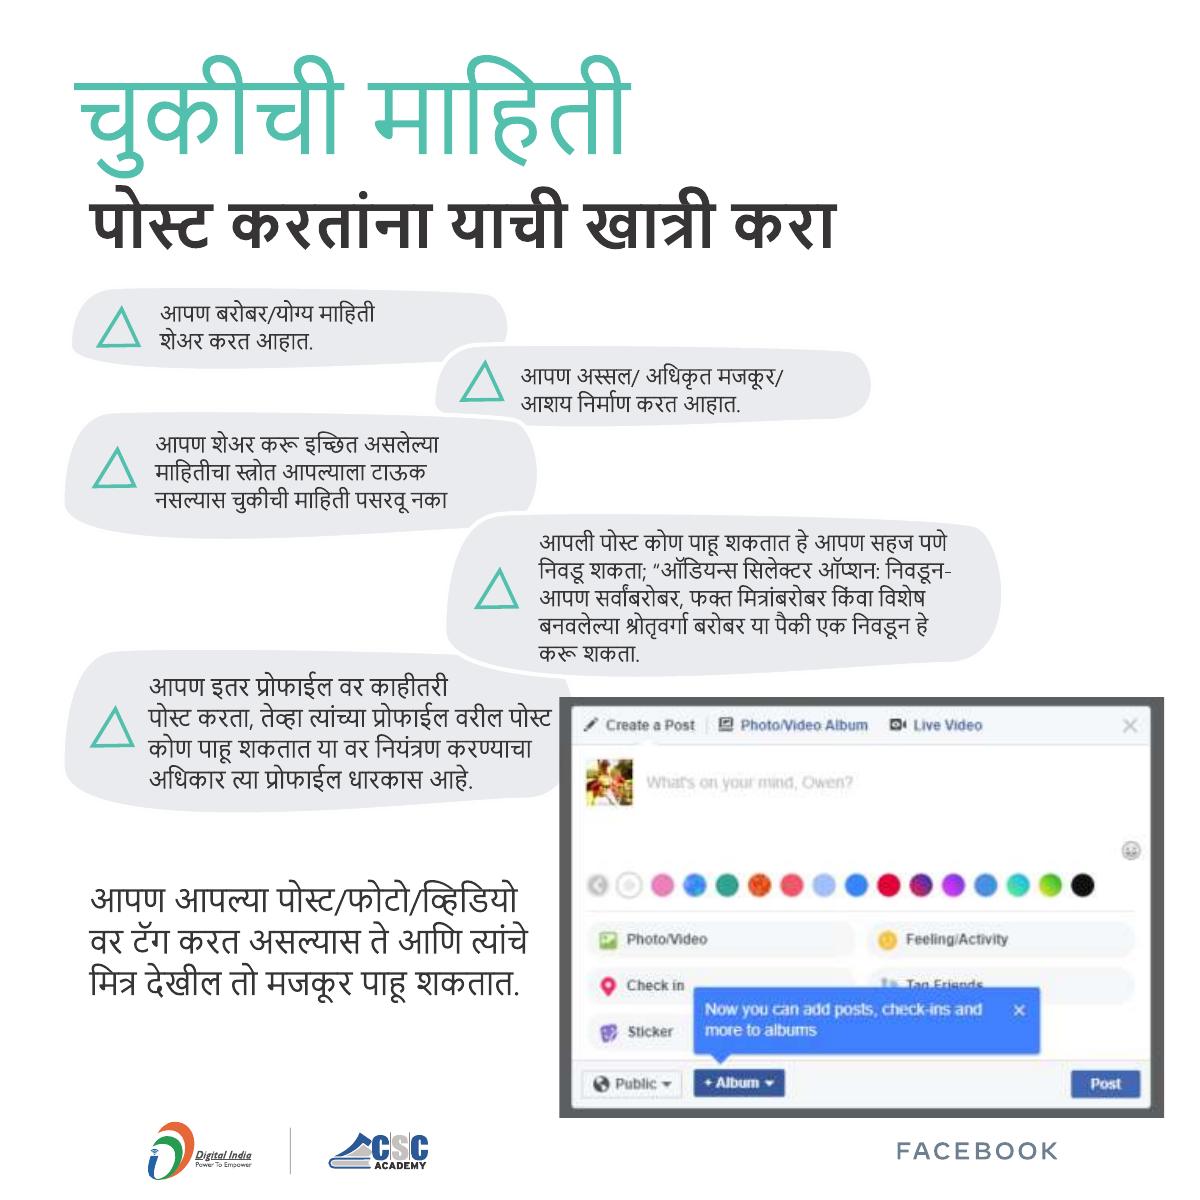 चुकीची माहिती
पोस्ट करतांना याची खात्री करा
आपण बरोबर/योग्य माहिती
शेअर करत आहात.
आपण अस्सल/ अधिकृत मजकूर/
आशय निर्माण करत आहात.
आपण शेअर करू इच्छित असलेल्या
माहितीचा स्त्रोत आपल्याला टाऊक
नसल्यास चुकीची माहिती पसरवू नका
आपली पोस्ट कोण पाहू शकतात हे आपण सहज पणे
निवडू शकता; “ऑडियन्स सिलेक्टर ऑप्शन: निवडून-
आपण सर्वांबरोबर, फक्त मित्रांबरोबर किंवा विशेष
बनवलेल्या श्रोतृवर्गा बरोबर या पैकी एक निवडून हे
करू शकता.
आपण इतर प्रोफाईल वर काहीतरी
पोस्ट करता, तेव्हा त्यांच्या प्रोफाईल वरील पोस्ट
कोण पाहू शकतात या वर नियंत्रण करण्याचा
अधिकार त्या प्रोफाईल धारकास आहे.
Create a Post Photo/Video Album Live Video
What's on your mind, Owen?
Photo/Video Feeling/Activity
Check in Tag Friends
Now you can add posts, check-ins and
more to albums
Sticker
Public + Album Post
आपण आपल्या पोस्ट/फोटो/व्हिडियो
वर टॅग करत असल्यास ते आणि त्यांचे
मित्र देखील तो मजकूर पाहू शकतात.
Digital India
Power To Empower
CSC
ACADEMY
FACEBOOK